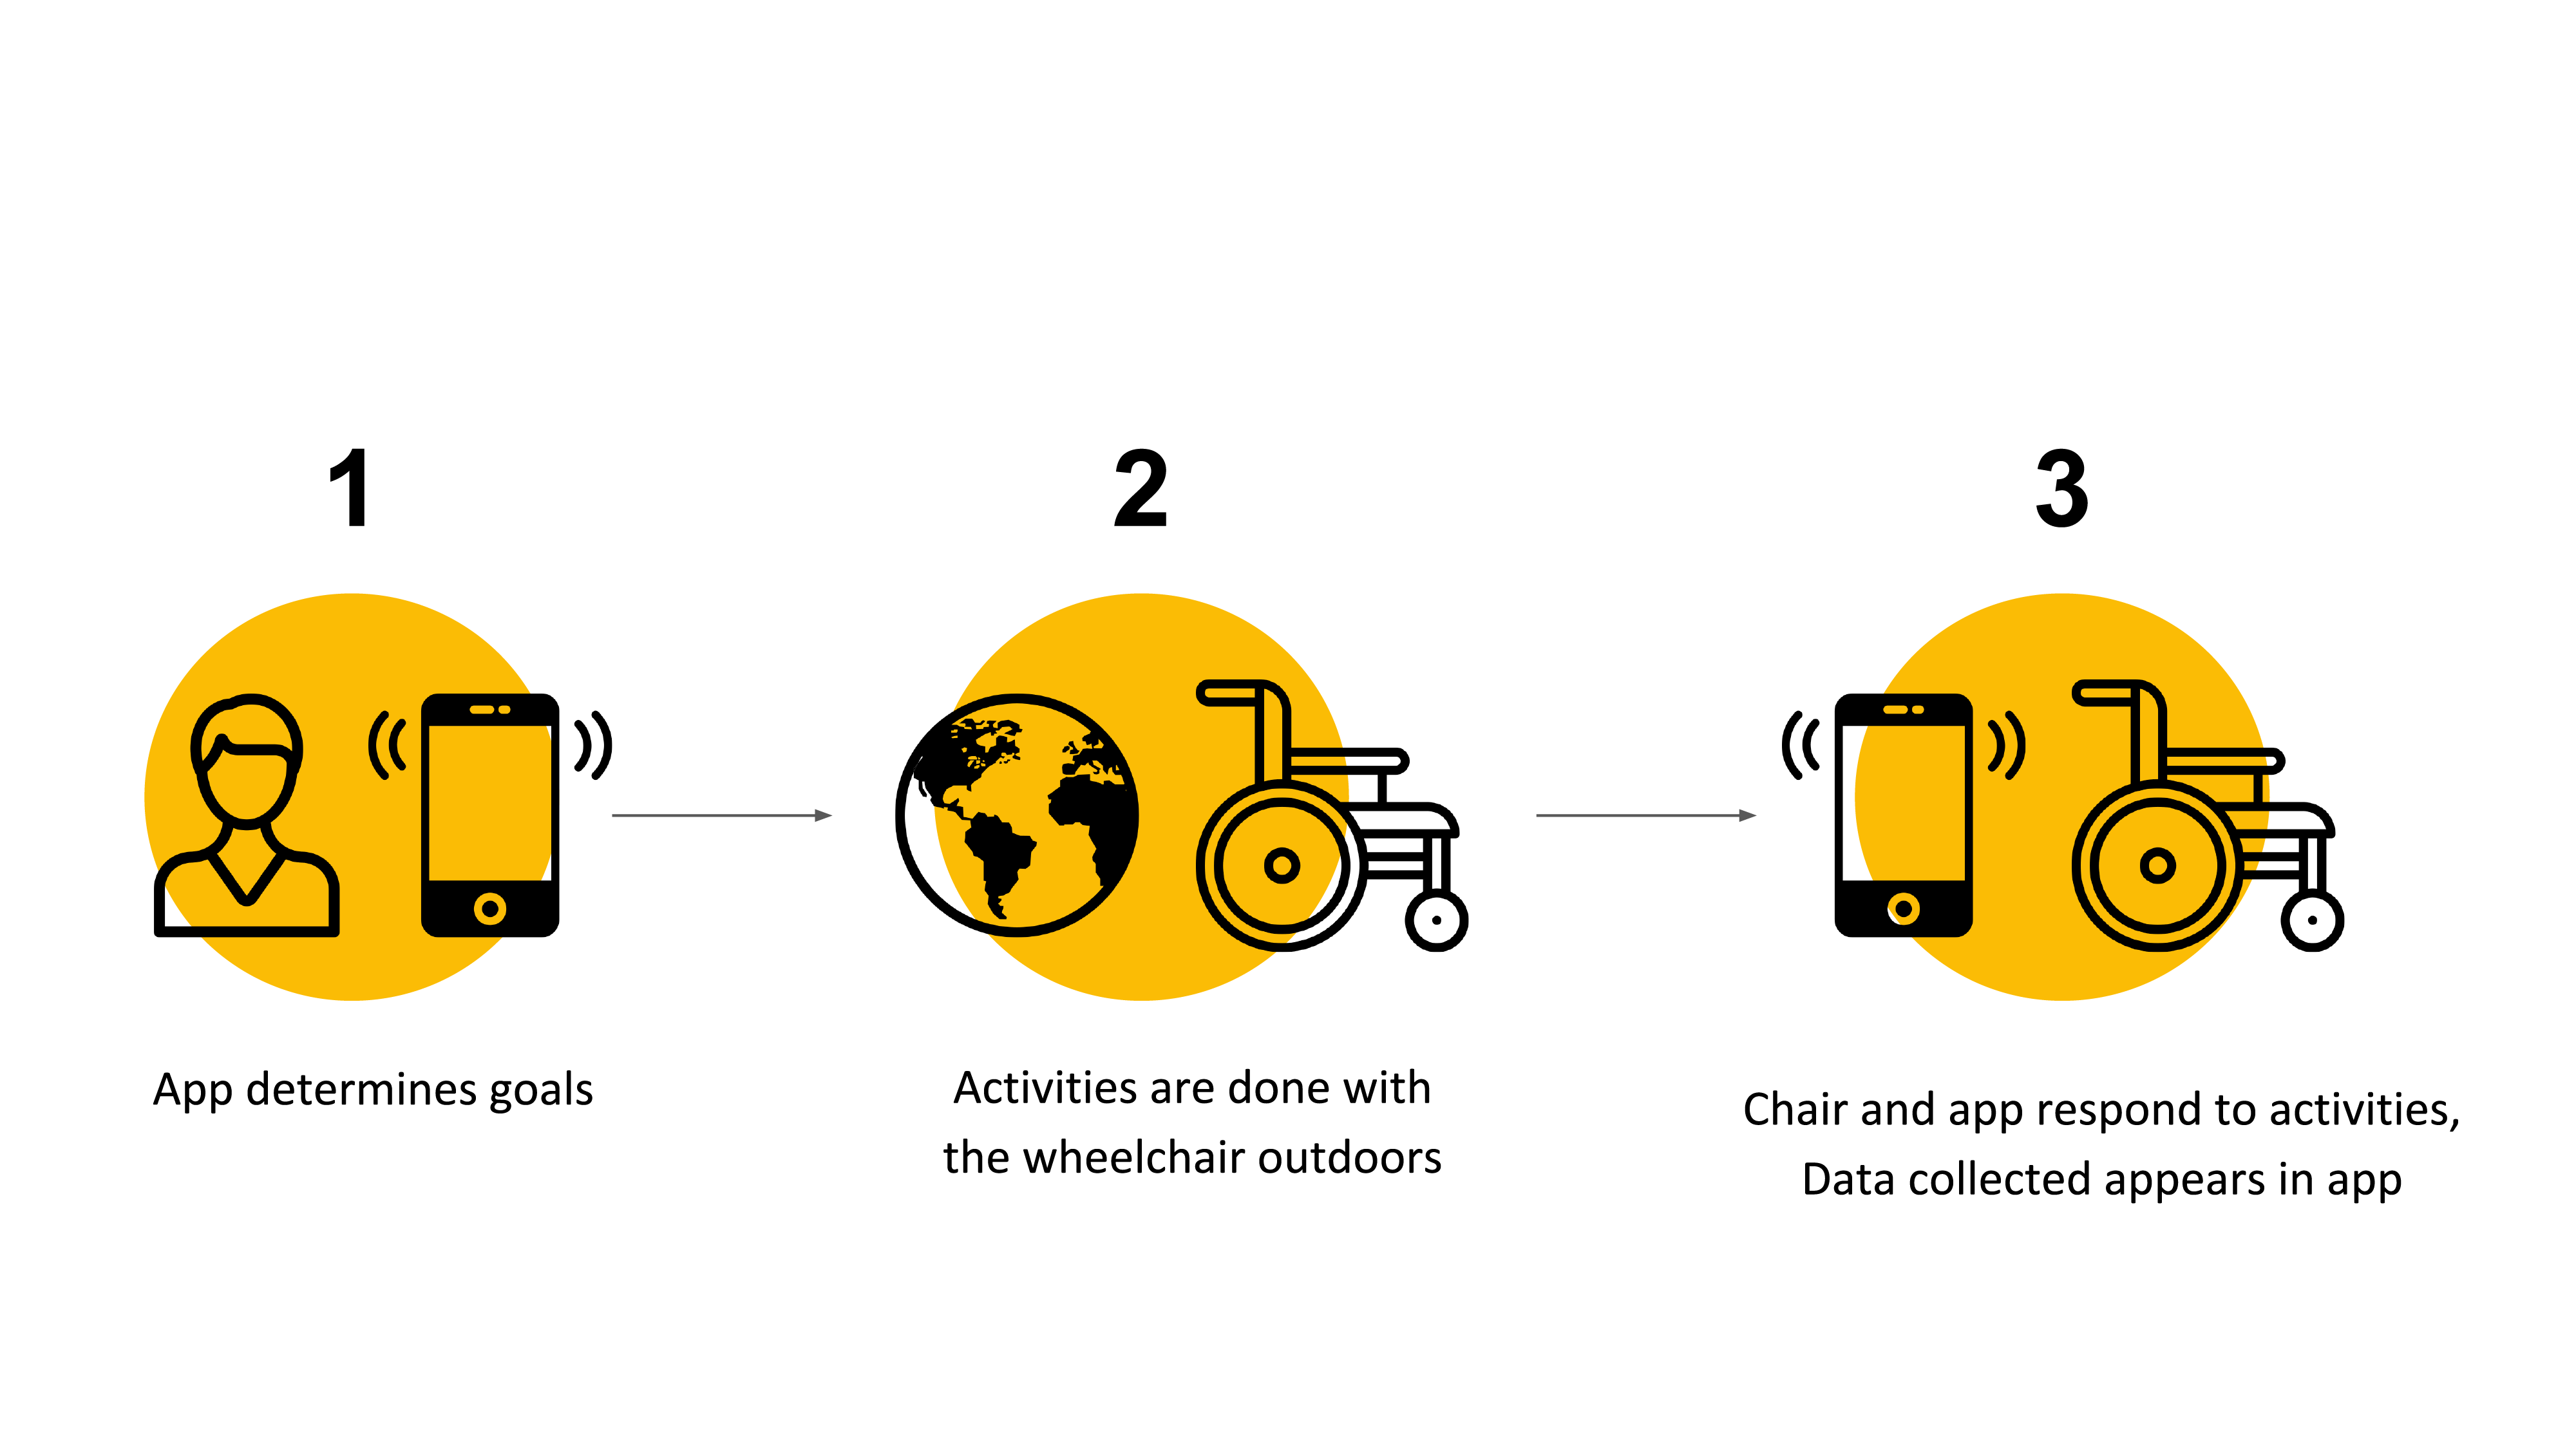 1
2
3
App determines goals
Activities are done with
the wheelchair outdoors
Chair and app respond to activities,
Data collected appears in app